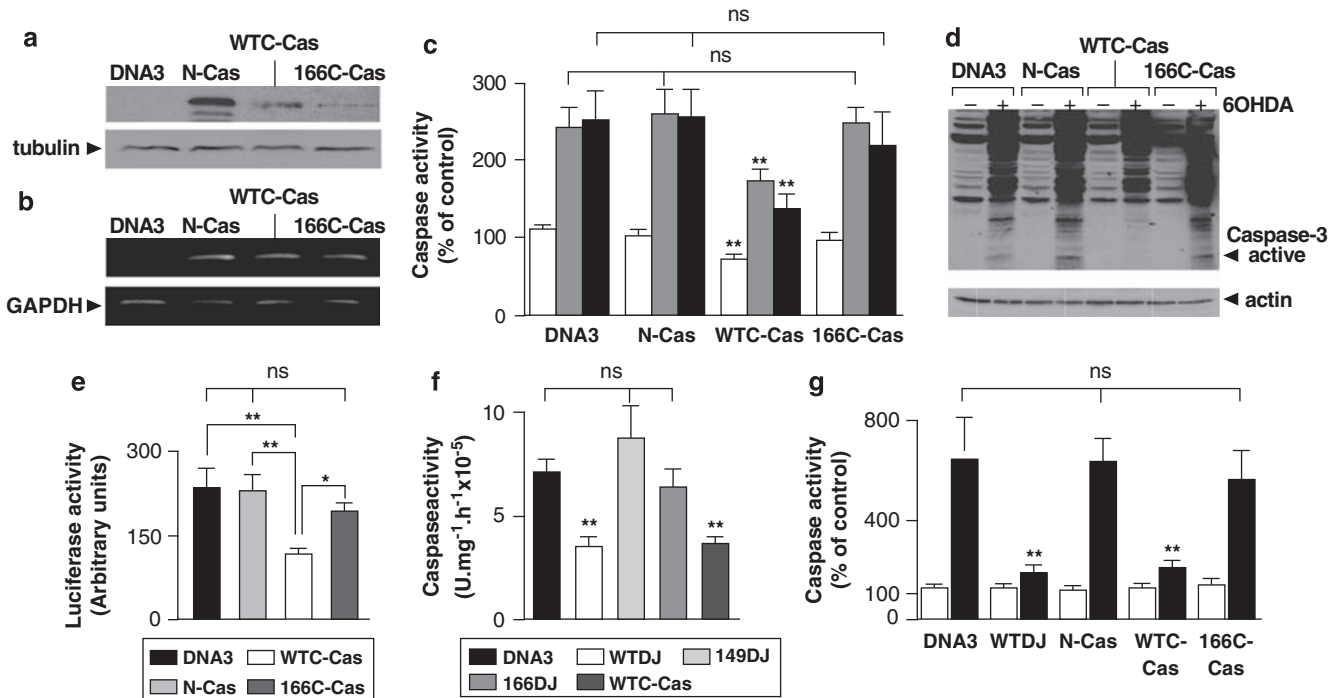 a
WTC-Cas
DNA3 N-Cas 166C-Cas
tubulin
b
WTC-Cas
DNA3 N-Cas 166C-Cas
GAPDH
c
ns
ns
Caspase activity
(% of control)
300
200
100
0
** ** **
DNA3 N-Cas WTC-Cas 166C-Cas
d
WTC-Cas
DNA3 N-Cas 166C-Cas
– + – + – + – + 6OHDA
Caspase-3
active
actin
e
ns
**
**
*
Luciferase activity
(Arbitrary units)
300
150
0
DNA3 WTC-Cas
N-Cas 166C-Cas
f
ns
Caspaseactivity
(U.mg-1.h-1x10-5)
10
5
0
** **
DNA3 WTDJ 149DJ
166DJ WTC-Cas
g
ns
Caspase activity
(% of control)
800
400
100
0
** **
DNA3 WTDJ N-Cas WTC-Cas 166C-Cas